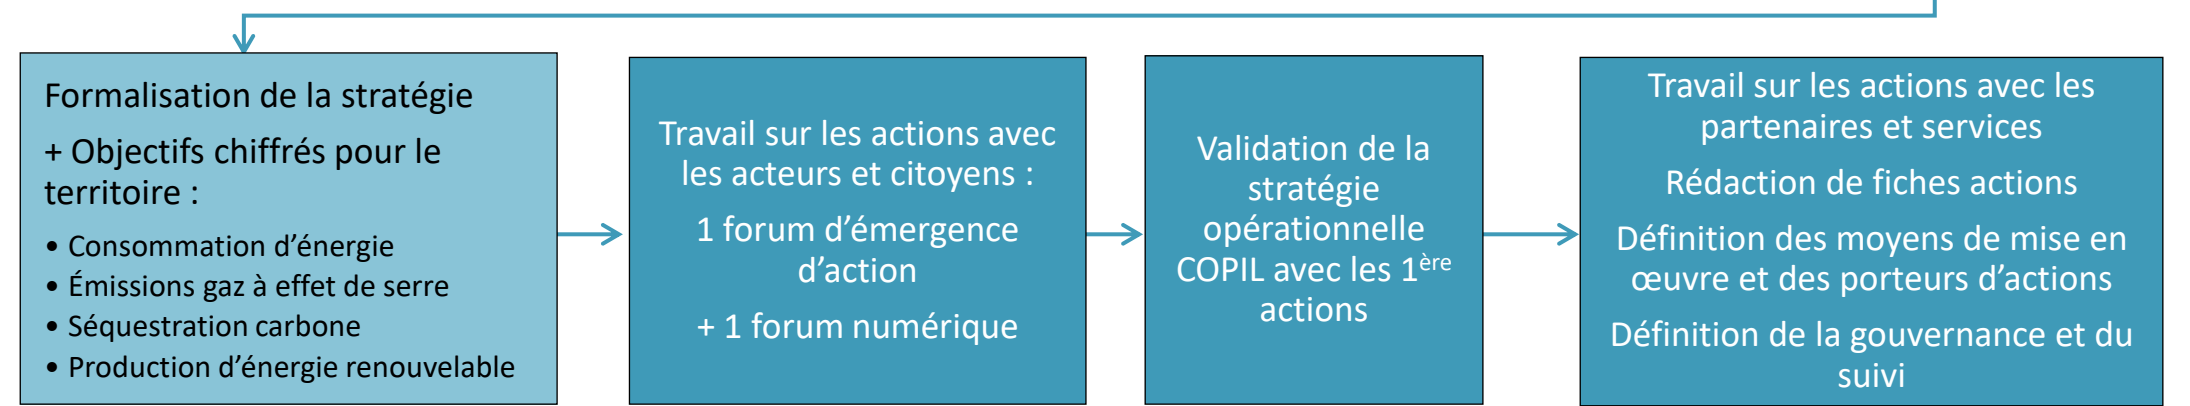 Formalisation de la stratégie
+ Objectifs chiffrés pour le
territoire :
• Consommation d'énergie
• Émissions gaz à effet de serre
• Séquestration carbone
• Production d'énergie renouvelable
Travail sur les actions avec
les acteurs et citoyens :
1 forum d'émergence
d'action
+ 1 forum numérique
Validation de la
stratégie
opérationnelle
COPIL avec les 1ère
actions
Travail sur les actions avec les
partenaires et services
Rédaction de fiches actions
Définition des moyens de mise en
œuvre et des porteurs d'actions
Définition de la gouvernance et du
suivi